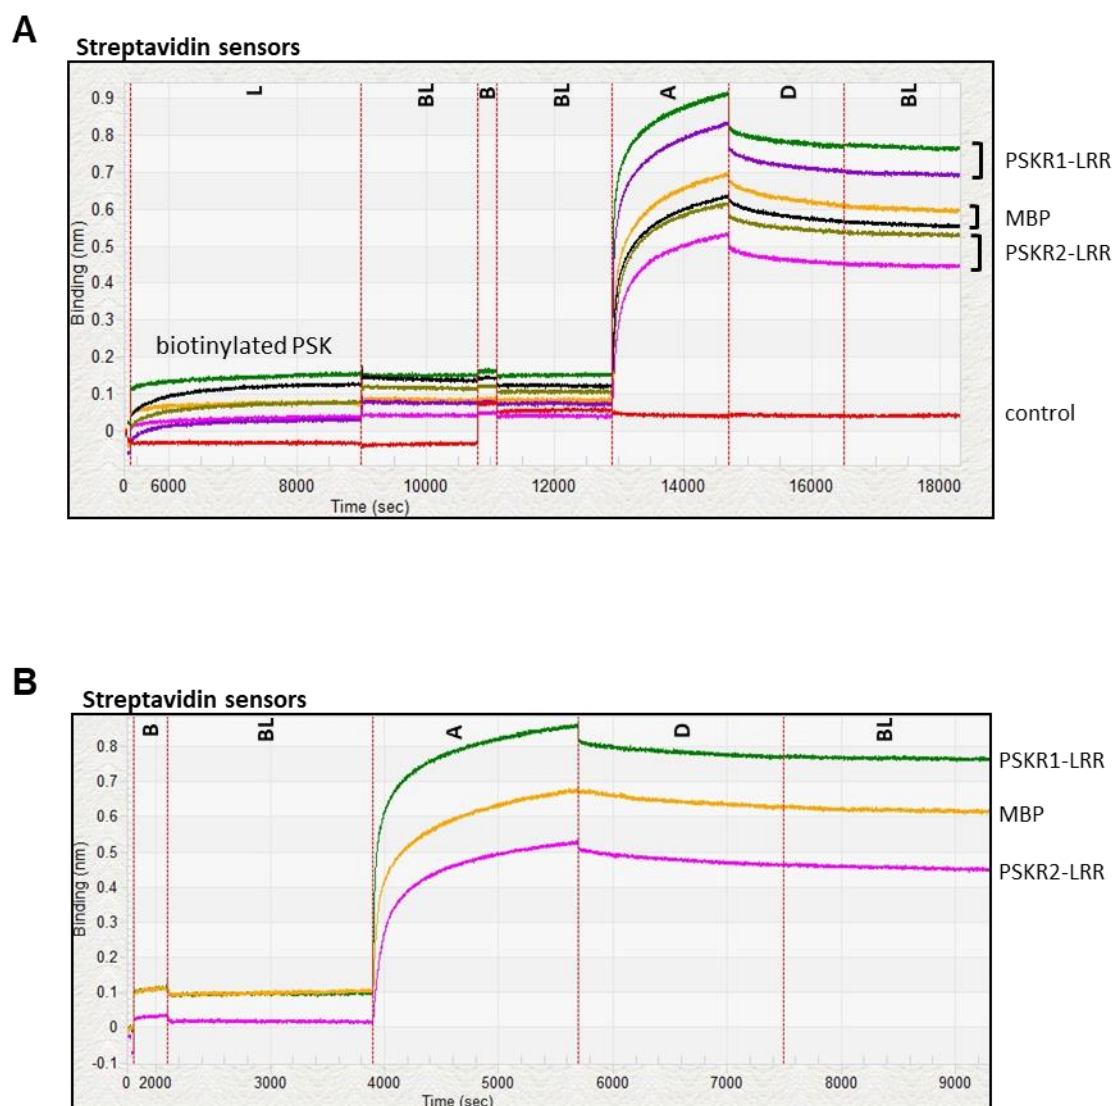 A
Streptavidin sensors
L BL B BL A D BL
0.9
0.8
0.7
0.6
0.5
0.4
0.3
0.2
0.1
0
Binding (nm)
biotinylated PSK
PSKR1-LRR
MBP
PSKR2-LRR
control
0 6000 8000 10000 12000 14000 16000 18000
Time (sec)
B
Streptavidin sensors
B BL A D BL
0.8
0.7
0.6
0.5
0.4
0.3
0.2
0.1
0
-0.1
Binding (nm)
PSKR1-LRR
MBP
PSKR2-LRR
0 2000 3000 4000 5000 6000 7000 8000 9000
Time (sec)